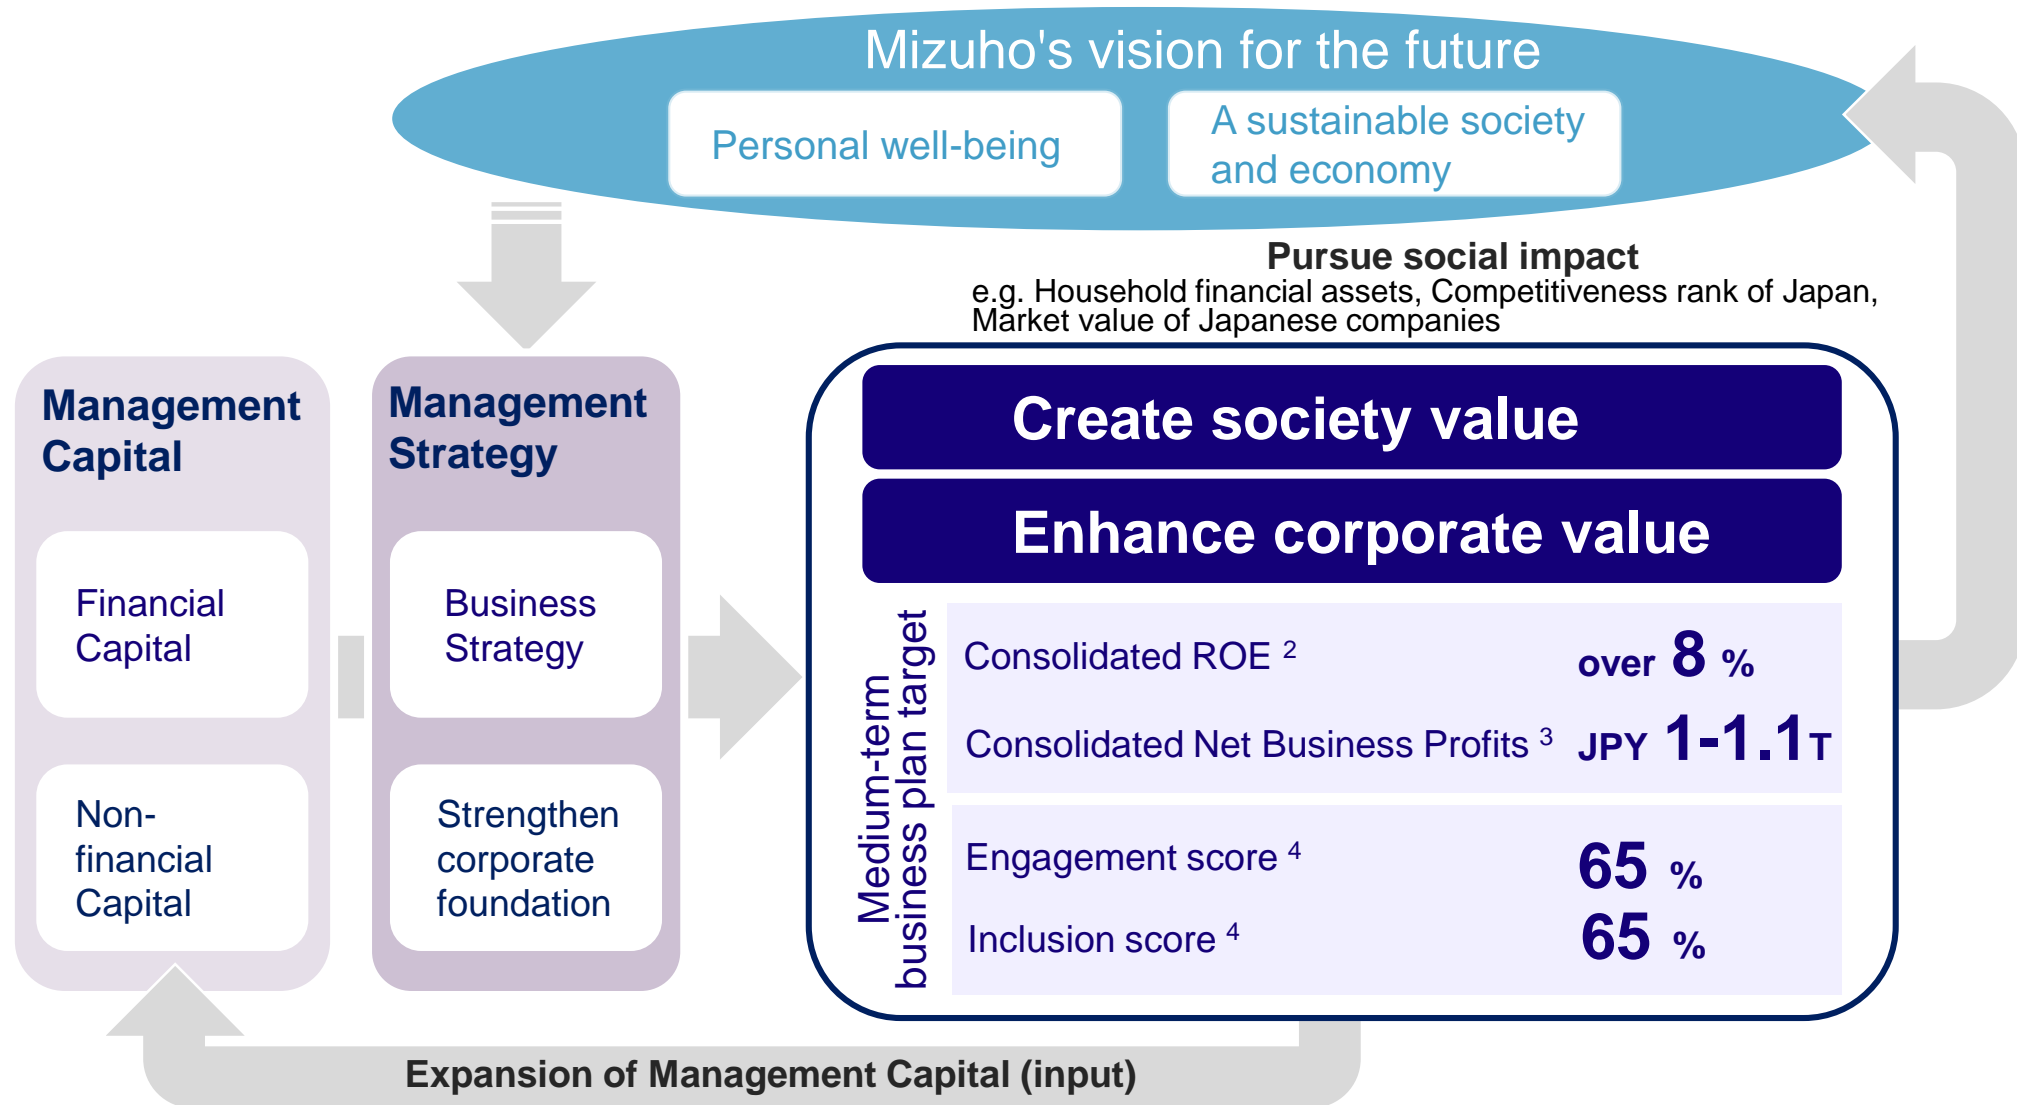 Mizuho's vision for the future
Personal well-being
A sustainable society
and economy
Pursue social impact
e.g. Household financial assets, Competitiveness rank of Japan,
Market value of Japanese companies
Management
Capital
Financial
Capital
Non-
financial
Capital
Management
Strategy
Business
Strategy
Strengthen
corporate
foundation
Create society value
Enhance corporate value
Medium-term
business plan target
Consolidated ROE 2 over 8 %
Consolidated Net Business Profits 3 JPY 1-1.1T
Engagement score 4 65 %
Inclusion score 4 65 %
Expansion of Management Capital (input)